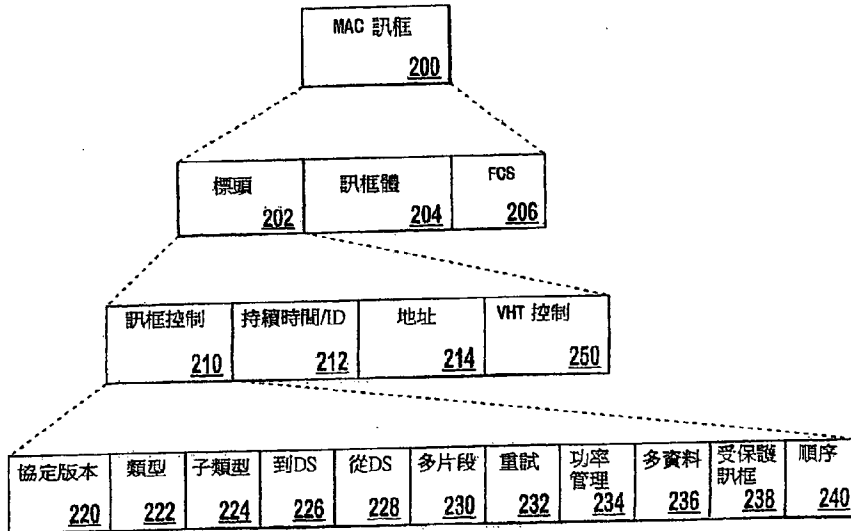 MAC 訊框
200
標頭
202
訊框體
204
FCS
206
訊框控制
210
持續時間/ID
212
地址
214
VHT 控制
250
協定版本
220
類型
222
子類型
224
到DS
226
從DS
228
多片段
230
重試
232
功率
管理
234
多資料
236
受保護
訊框
238
順序
240